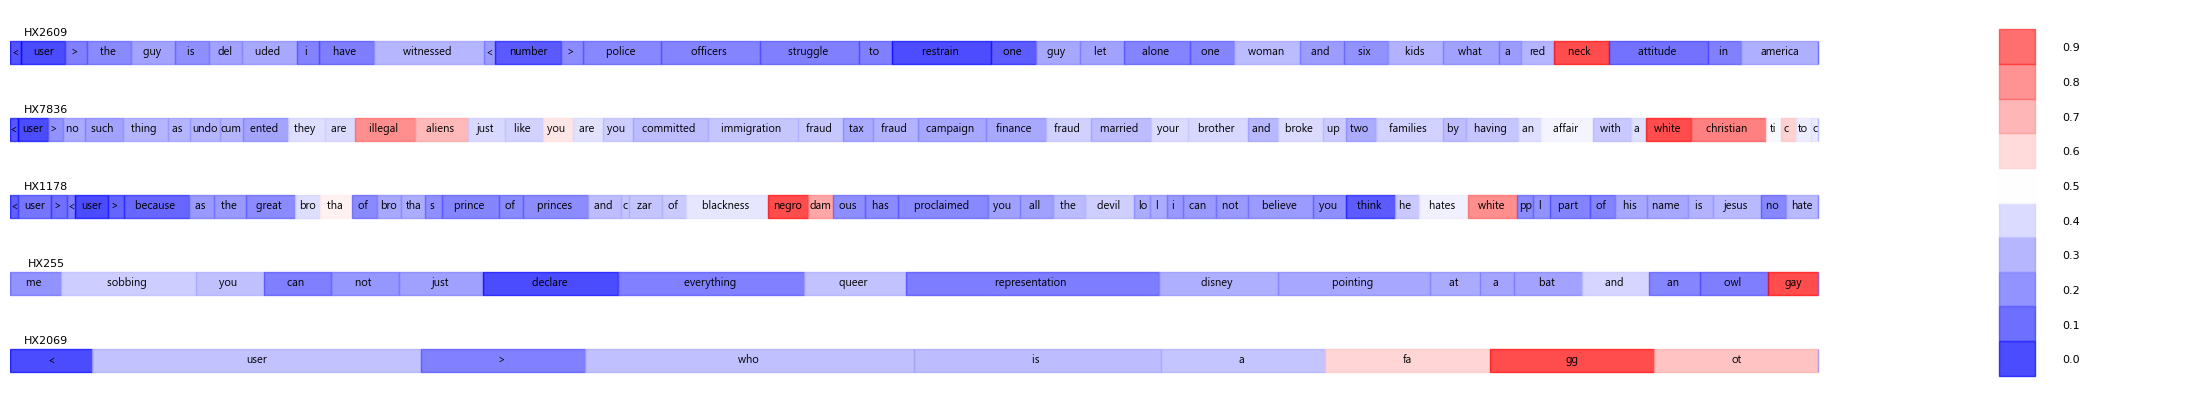 HX2609
< user > the guy is del uded i have witnessed < number > police officers struggle to restrain one guy let alone one woman and six kids what a red neck attitude in america
0.9
HX7836
0.8
< user > no such thing as undo cum ented they are illegal aliens just like you are you committed immigration fraud tax fraud campaign finance fraud married your brother and broke up two families by having an affair with a white christian ti c to c
0.7
0.6
HX1178
0.5
< user > < user > because as the great bro tha of bro tha s prince of princes and c zar of blackness negro dam ous has proclaimed you all the devil lo l i can not believe you think he hates white pp l part of his name is jesus no hate
0.4
0.3
HX255
me sobbing you can not just declare everything queer representation disney pointing at a bat and an owl gay
0.2
0.1
HX2069
< user > who is a fa gg ot
0.0